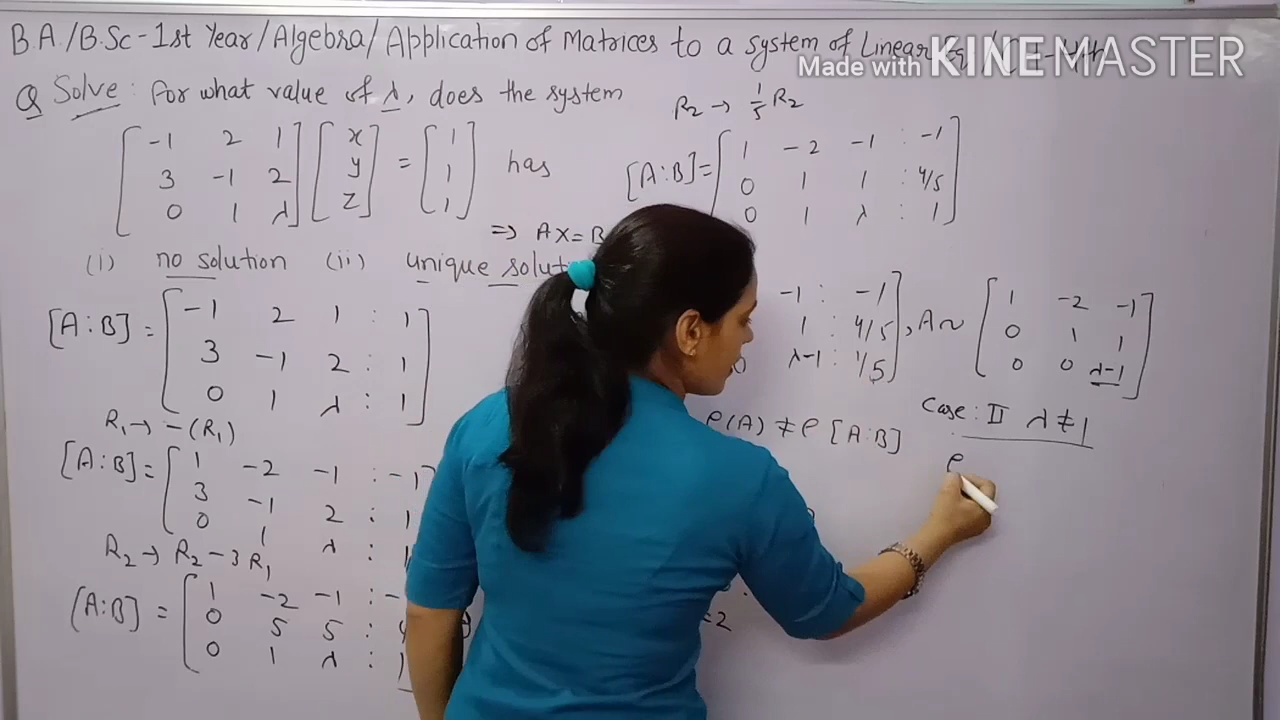 B.A./B.Sc-1st Year/Algebra/Application of Matrices to a system of Linear
Made with KINEMASTER
Q Solve: For what value of λ, does the system
[-1 2 1] [x] = [1]
[3 -1 2] [y] [1] has
[0 1 λ] [z] [1]
⇒ AX=B
(i) no solution (ii) unique
[A:B] = [-1 2 1 : 1]
[3 -1 2 : 1]
[0 1 λ : 1]
R₁ → -(R₁)
[A:B] = [1 -2 -1 : -1]
[3 -1 2 : 1]
[0 1 λ :
R₂ → R₂ - 3R₁
[A:B] = [1 -2 -1 :
[0 5 5 :
[0 1 λ : 1
R₂ → 1/5 R₂
[A:B] = [1 -2 -1 : -1]
[0 1 1 : 4/5]
[0 1 λ : 1]
-1 : -1]
1 : 4/5] , A ~ [1 -2 -1]
λ-1 : 1/5] [0 1 1]
[0 0 λ-1]
ρ(A) ≠ ρ[A:B]
=2
Case: II λ≠1
ρ